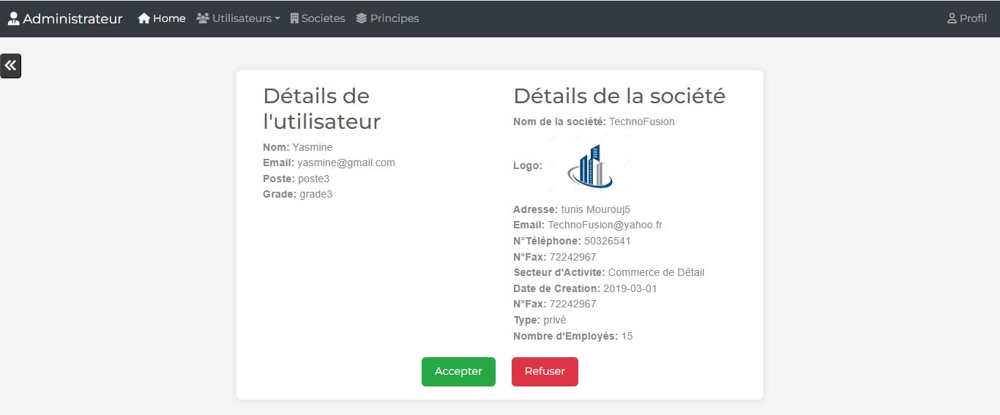 Administrateur
Home
Utilisateurs
Societes
Principes
Profil
Détails de
l'utilisateur
Nom: Yasmine
Email: yasmine@gmail.com
Poste: poste3
Grade: grade3
Détails de la société
Nom de la société: TechnoFusion
Logo:
Adresse: tunis Mourouj5
Email: TechnoFusion@yahoo.fr
N°Téléphone: 50326541
N°Fax: 72242967
Secteur d'Activite: Commerce de Détail
Date de Creation: 2019-03-01
N°Fax: 72242967
Type: privé
Nombre d'Employés: 15
Accepter
Refuser